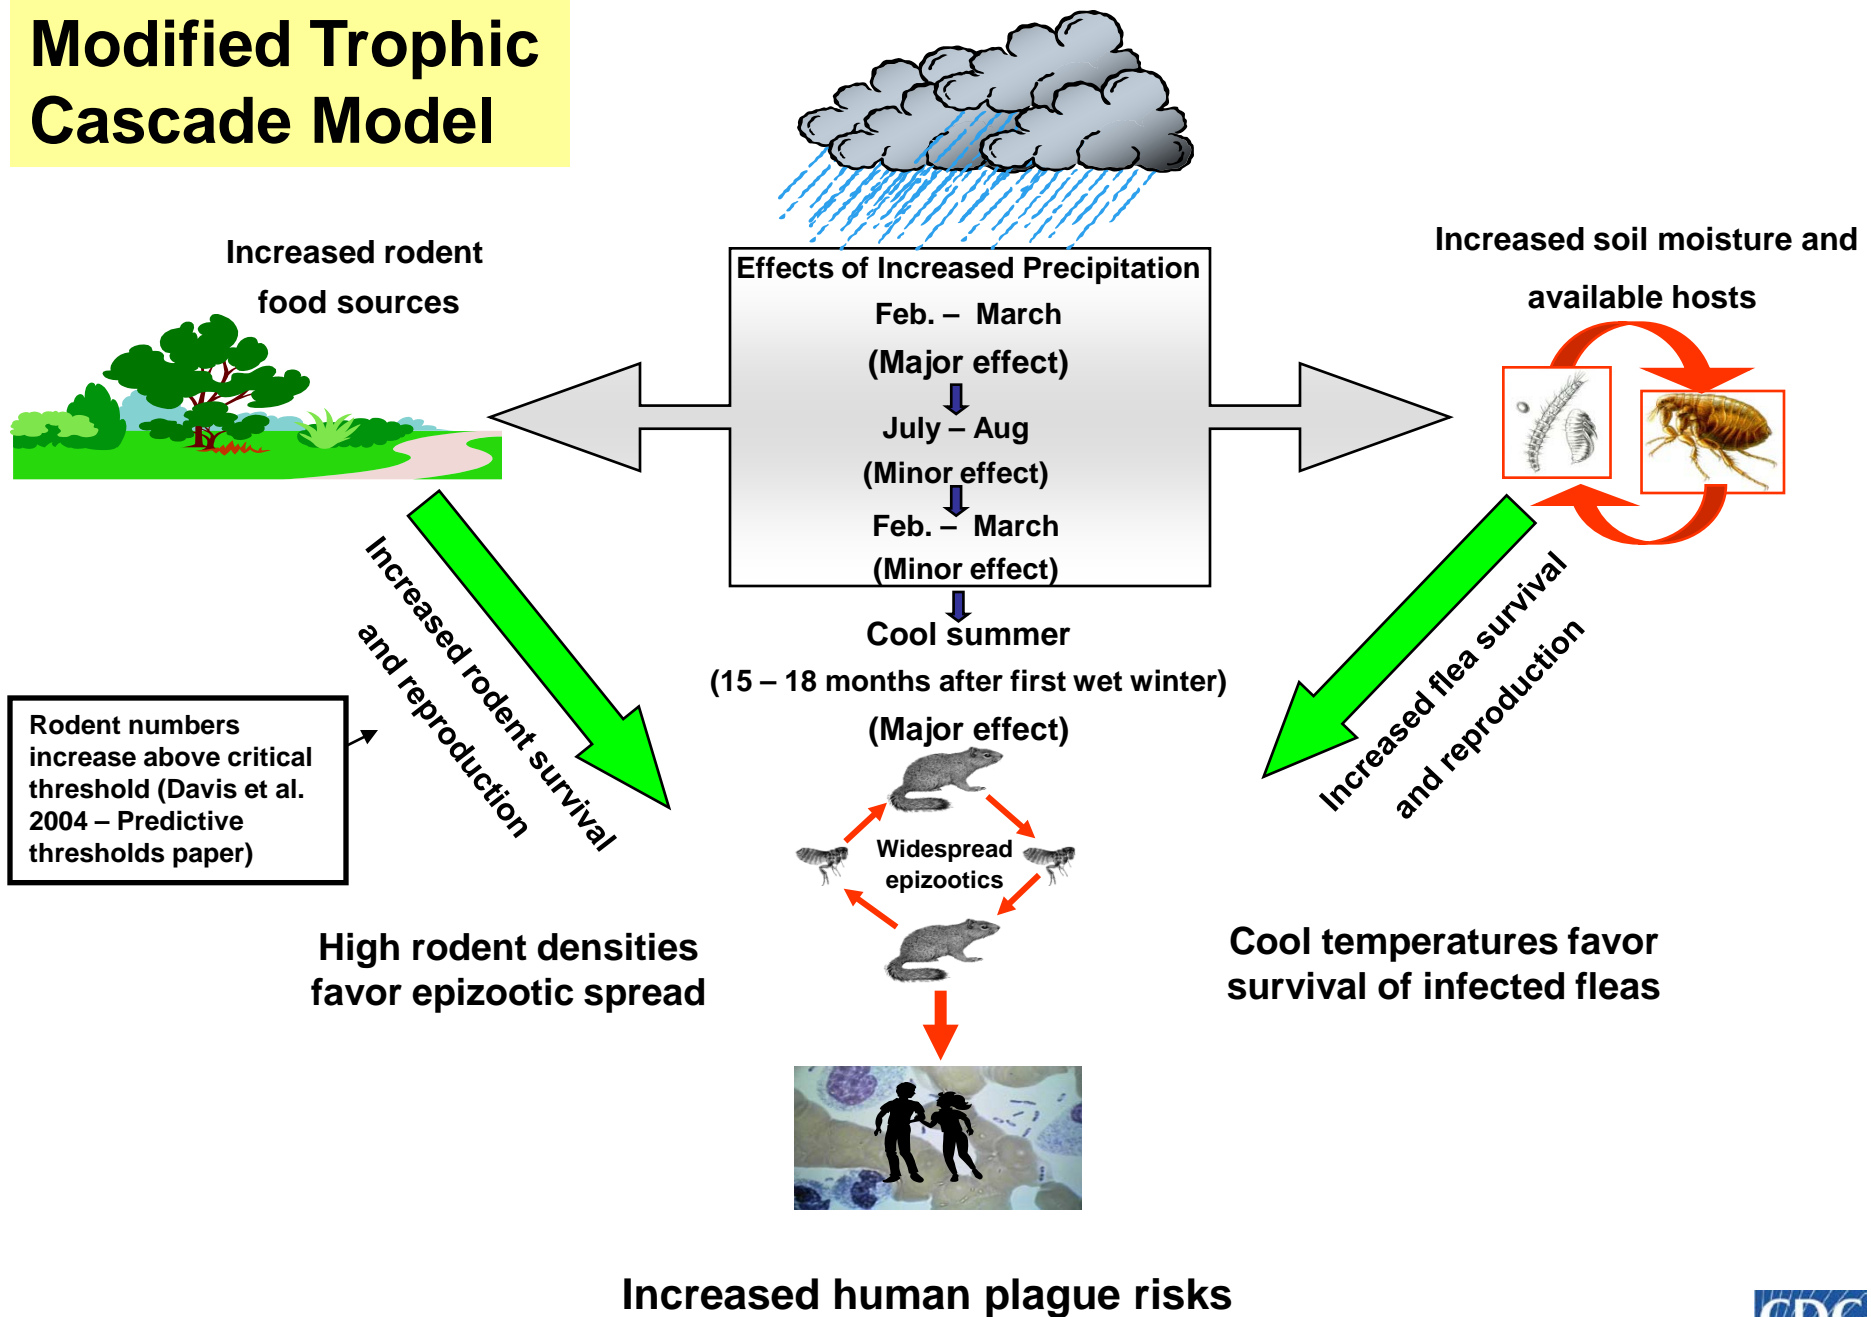 Modified Trophic
Cascade Model
Increased rodent
food sources
Effects of Increased Precipitation
Feb. – March
(Major effect)
July – Aug
(Minor effect)
Feb. – March
(Minor effect)
Increased soil moisture and
available hosts
Cool summer
(15 – 18 months after first wet winter)
(Major effect)
Increased rodent survival
and reproduction
Increased flea survival
and reproduction
Rodent numbers
increase above critical
threshold (Davis et al.
2004 – Predictive
thresholds paper)
Widespread
epizootics
High rodent densities
favor epizootic spread
Cool temperatures favor
survival of infected fleas
Increased human plague risks
CDC